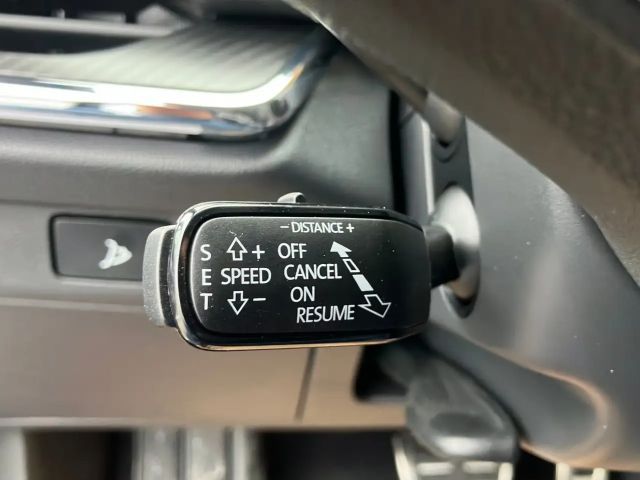 - DISTANCE +
S + OFF
E SPEED CANCEL
T - ON
RESUME